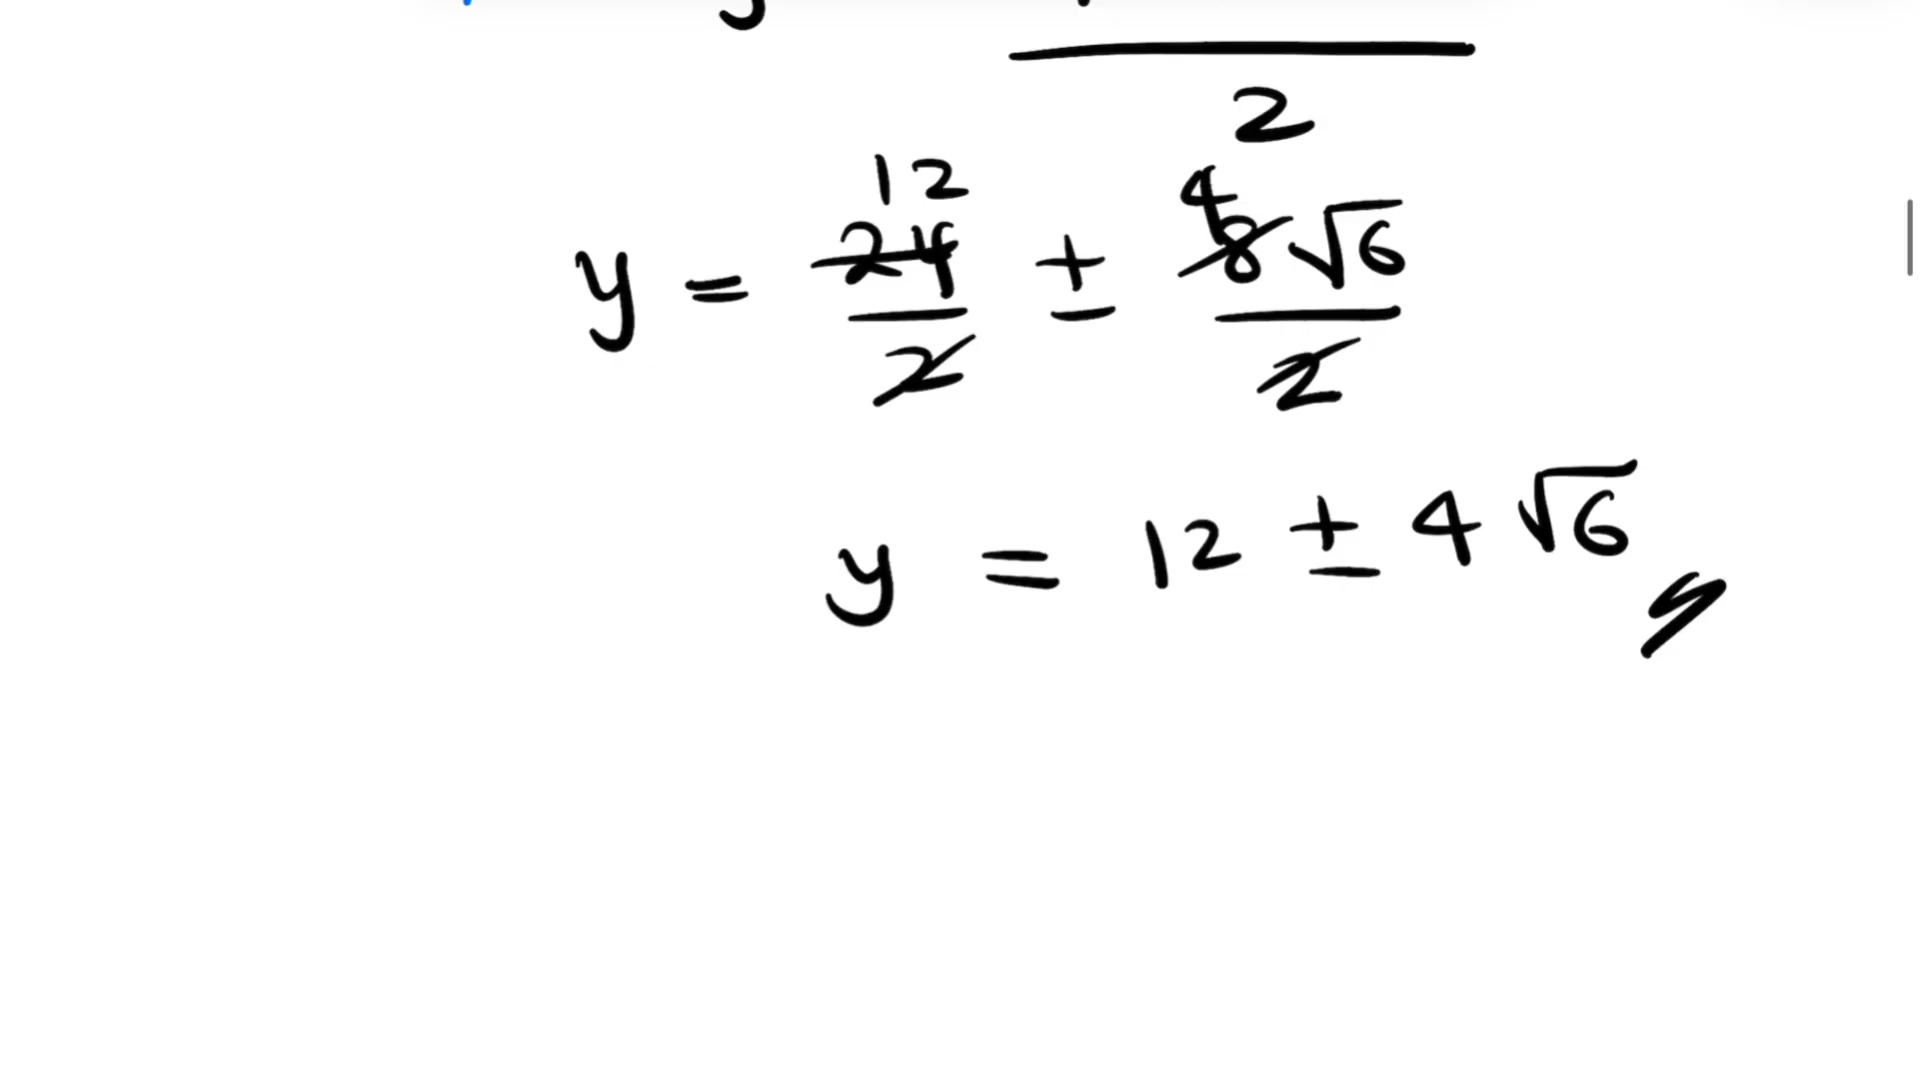 2
12 4
y = 24/2 ± 8√6/2
y = 12 ± 4√6